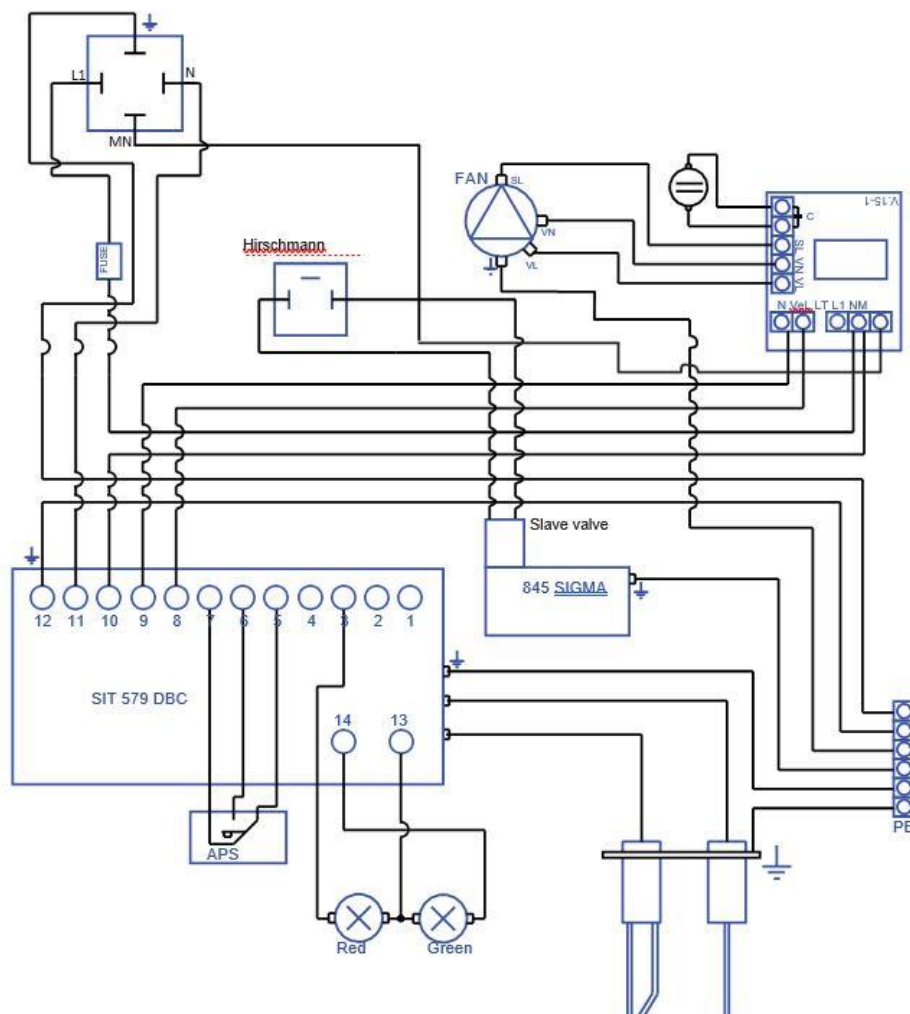 L1
N
MN
FUSE
Hirschmann
FAN
SL
VN
VL
C
V.15-1
SL VN VL
N Vel. LT L1 NM
Slave valve
845 SIGMA
12 11 10 9 8 7 6 5 4 3 2 1
SIT 579 DBC
14 13
APS
PE
Red
Green